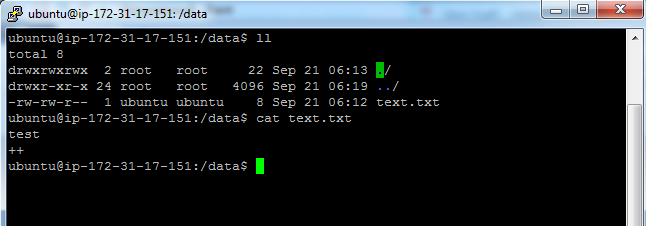 ubuntu@ip-172-31-17-151: /data
ubuntu@ip-172-31-17-151:/data$ ll
total 8
drwxrwxrwx  2 root   root     22 Sep 21 06:13 ./
drwxr-xr-x 24 root   root   4096 Sep 21 06:19 ../
-rw-rw-r--  1 ubuntu ubuntu    8 Sep 21 06:12 text.txt
ubuntu@ip-172-31-17-151:/data$ cat text.txt
test
++
ubuntu@ip-172-31-17-151:/data$